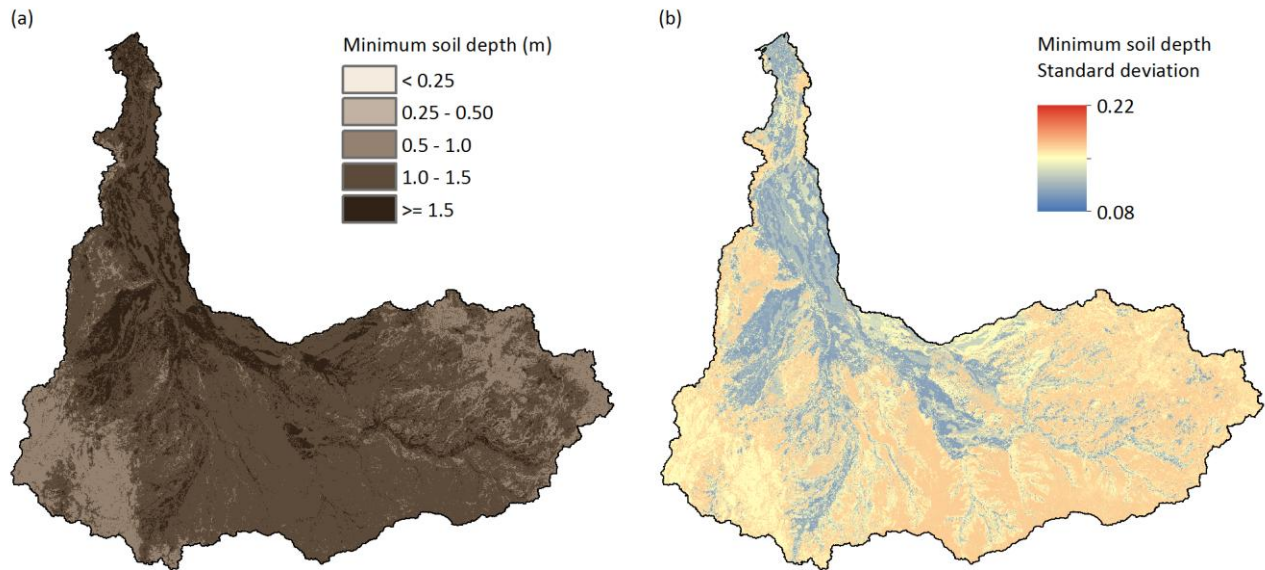 (a)
Minimum soil depth (m)
< 0.25
0.25 - 0.50
0.5 - 1.0
1.0 - 1.5
>= 1.5
(b)
Minimum soil depth
Standard deviation
0.22
0.08